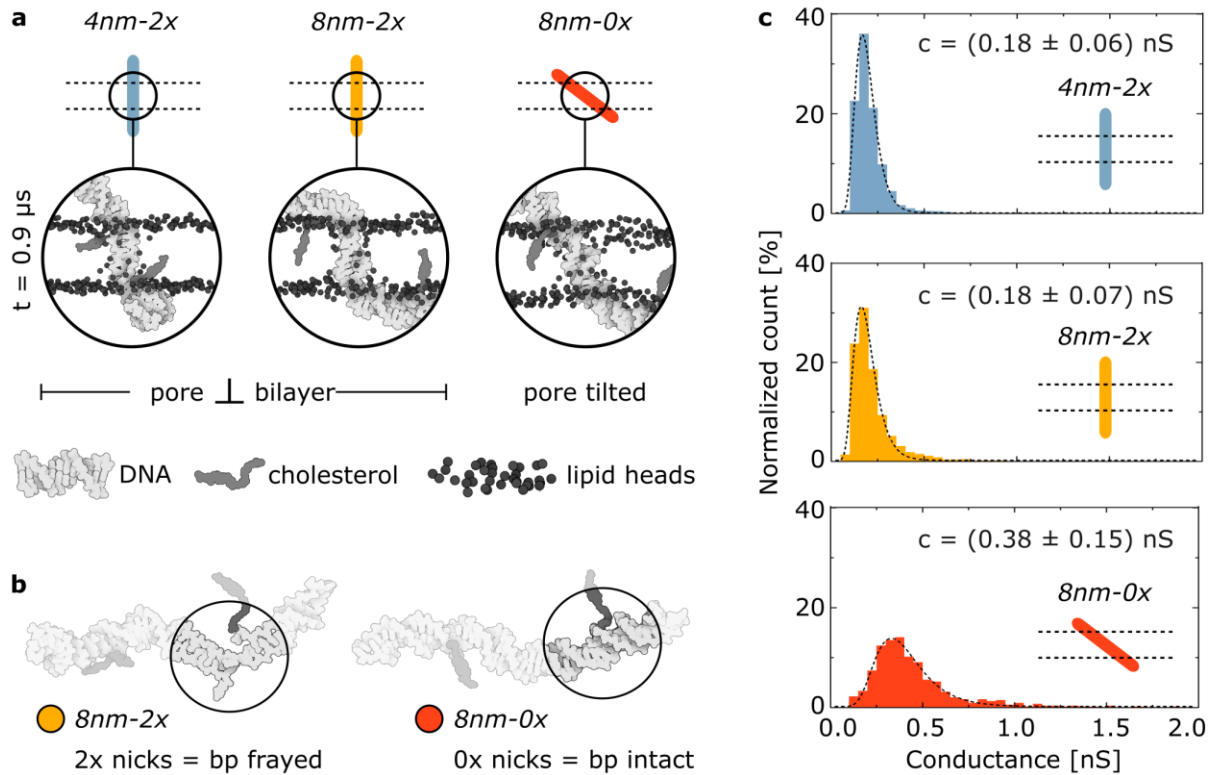 a
4nm-2x 8nm-2x 8nm-0x
t = 0.9 µs
pore ⊥ bilayer pore tilted
DNA cholesterol lipid heads
b
8nm-2x
2x nicks = bp frayed
8nm-0x
0x nicks = bp intact
c
Normalized count [%]
40
20
0
c = (0.18 ± 0.06) nS
4nm-2x
40
20
0
c = (0.18 ± 0.07) nS
8nm-2x
40
20
0
c = (0.38 ± 0.15) nS
8nm-0x
0.0 0.5 1.0 1.5 2.0
Conductance [nS]